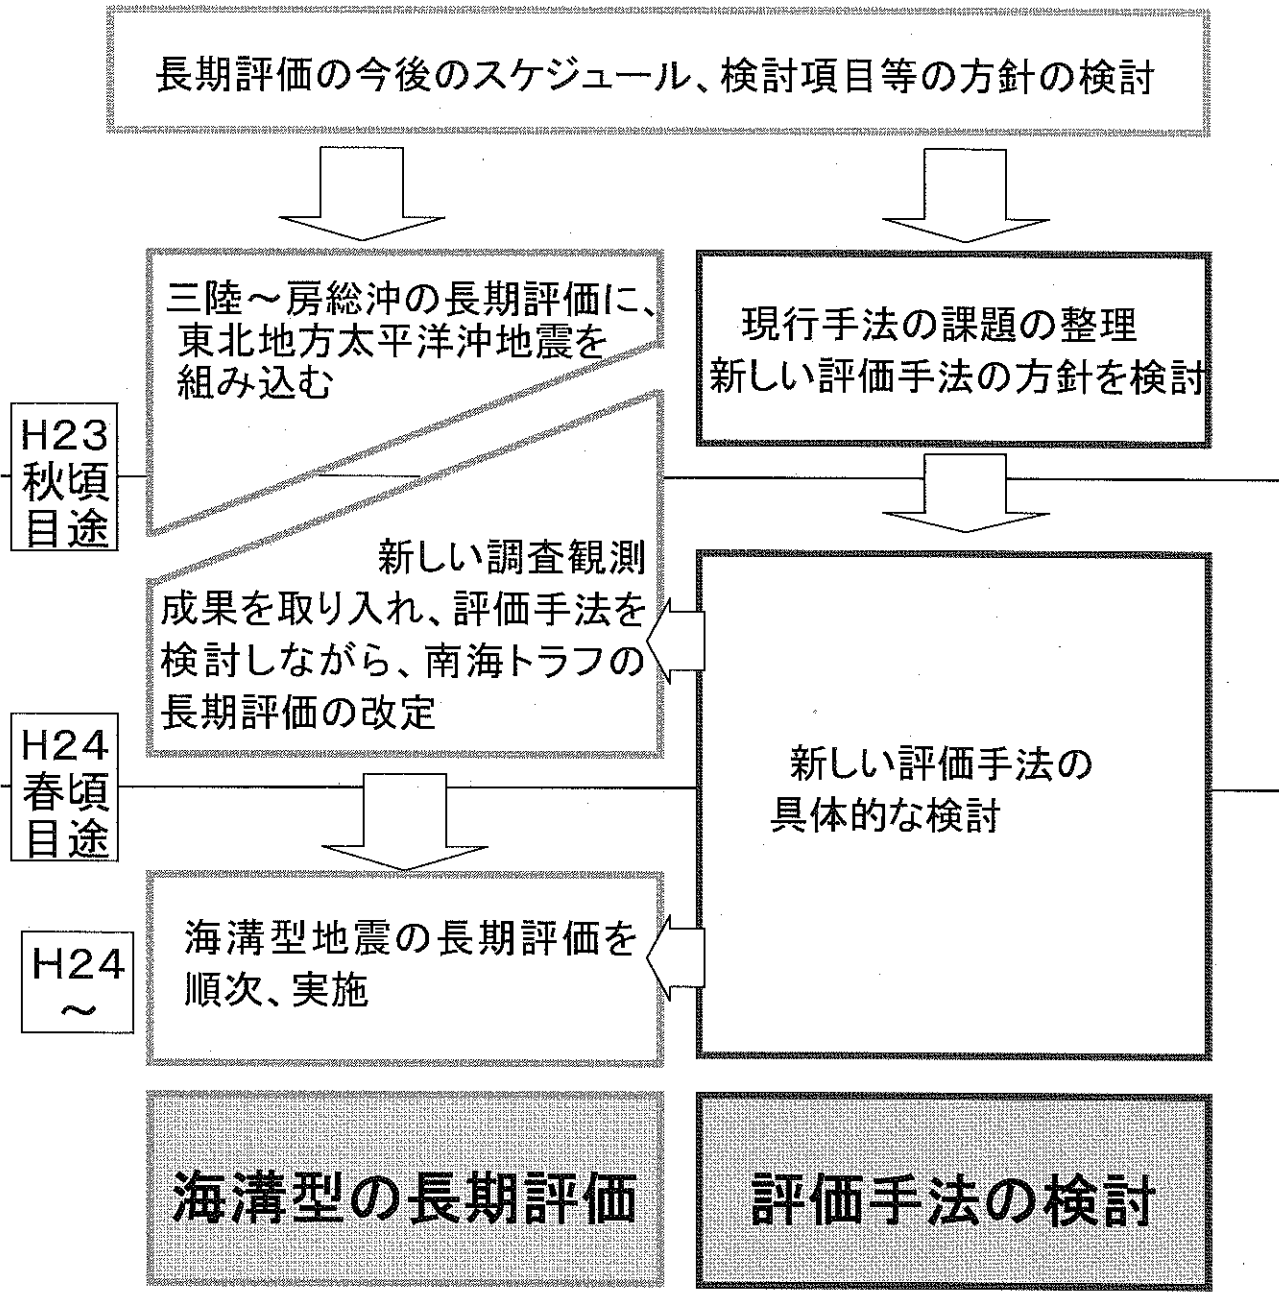 長期評価の今後のスケジュール、検討項目等の方針の検討
三陸～房総沖の長期評価に、
東北地方太平洋沖地震を
組み込む
現行手法の課題の整理
新しい評価手法の方針を検討
H23
秋頃
目途
新しい調査観測
成果を取り入れ、評価手法を
検討しながら、南海トラフの
長期評価の改定
H24
春頃
目途
新しい評価手法の
具体的な検討
H24
～
海溝型地震の長期評価を
順次、実施
海溝型の長期評価
評価手法の検討